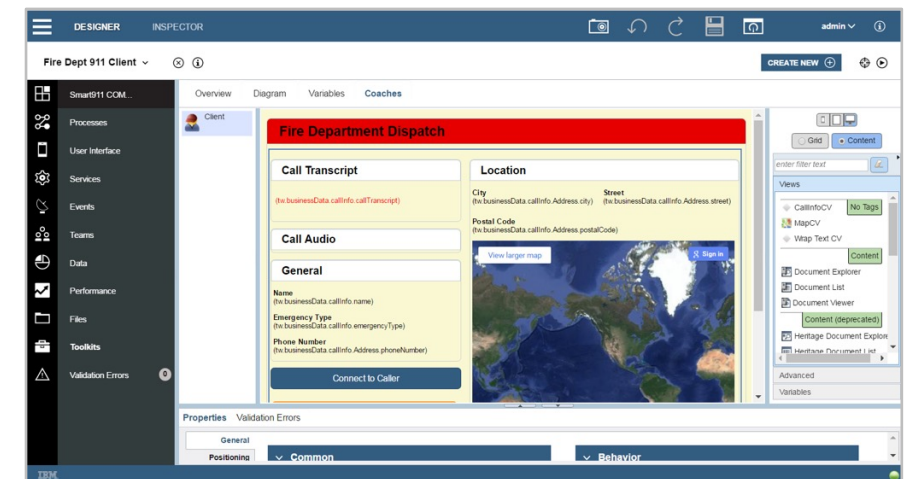 DESIGNER INSPECTOR admin
Fire Dept 911 Client CREATE NEW
Smart911 COM...
Processes
User Interface
Services
Events
Teams
Data
Performance
Files
Toolkits
Validation Errors 0
IBM
Overview Diagram Variables Coaches
Client
Fire Department Dispatch
Call Transcript
(tw.businessData.callInfo.callTranscript)
Call Audio
General
Name
(tw.businessData.callInfo.name)
Emergency Type
(tw.businessData.callInfo.emergencyType)
Phone Number
(tw.businessData.callInfo.Address.phoneNumber)
Connect to Caller
Location
City Street
(tw.businessData.callInfo.Address.city) (tw.businessData.callInfo.Address.street)
Postal Code
(tw.businessData.callInfo.Address.postalCode)
View larger map Sign in
Grid Content
enter filter text
Views
CallInfoCV No Tags
MapCV
Wrap Text CV
Content
Document Explorer
Document List
Document Viewer
Content (deprecated)
Heritage Document Explore
Heritage Document List
Advanced
Variables
Properties Validation Errors
General
Positioning
Common Behavior